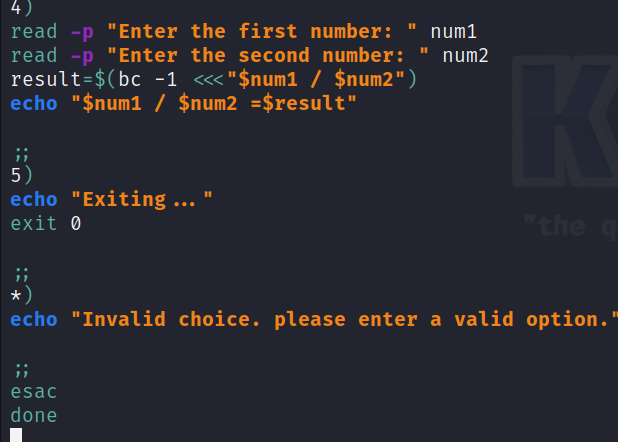 4)
read -p "Enter the first number: " num1
read -p "Enter the second number: " num2
result=$(bc -1 <<<"$num1 / $num2")
echo "$num1 / $num2 =$result"
;;
5)
echo "Exiting ... "
exit 0
;;
*)
echo "Invalid choice. please enter a valid option."
;;
esac
done
K
"the q